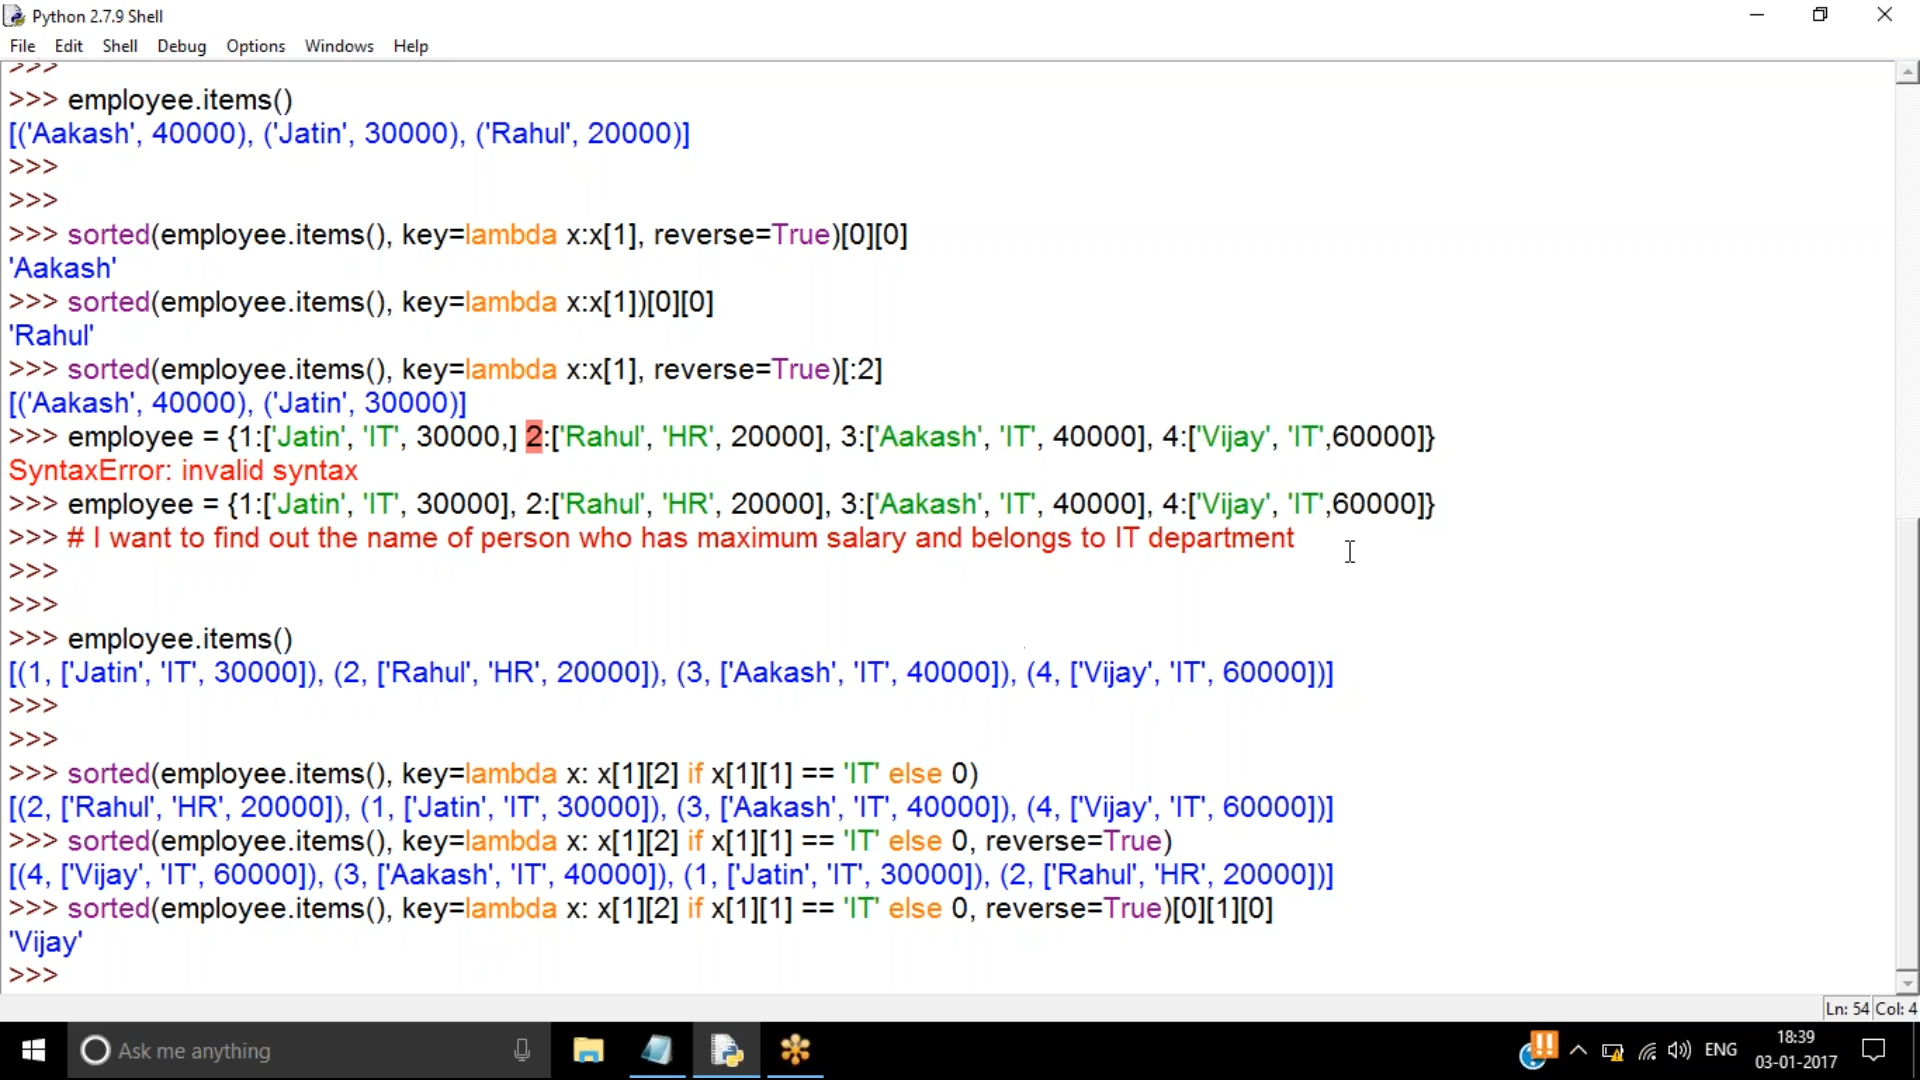 Python 2.7.9 Shell
File Edit Shell Debug Options Windows Help
>>>
>>> employee.items()
[('Aakash', 40000), ('Jatin', 30000), ('Rahul', 20000)]
>>>
>>>
>>> sorted(employee.items(), key=lambda x:x[1], reverse=True)[0][0]
'Aakash'
>>> sorted(employee.items(), key=lambda x:x[1])[0][0]
'Rahul'
>>> sorted(employee.items(), key=lambda x:x[1], reverse=True)[:2]
[('Aakash', 40000), ('Jatin', 30000)]
>>> employee = {1:['Jatin', 'IT', 30000,] 2:['Rahul', 'HR', 20000], 3:['Aakash', 'IT', 40000], 4:['Vijay', 'IT',60000]}
SyntaxError: invalid syntax
>>> employee = {1:['Jatin', 'IT', 30000], 2:['Rahul', 'HR', 20000], 3:['Aakash', 'IT', 40000], 4:['Vijay', 'IT',60000]}
>>> # I want to find out the name of person who has maximum salary and belongs to IT department
>>>
>>>
>>> employee.items()
[(1, ['Jatin', 'IT', 30000]), (2, ['Rahul', 'HR', 20000]), (3, ['Aakash', 'IT', 40000]), (4, ['Vijay', 'IT', 60000])]
>>>
>>>
>>> sorted(employee.items(), key=lambda x: x[1][2] if x[1][1] == 'IT' else 0)
[(2, ['Rahul', 'HR', 20000]), (1, ['Jatin', 'IT', 30000]), (3, ['Aakash', 'IT', 40000]), (4, ['Vijay', 'IT', 60000])]
>>> sorted(employee.items(), key=lambda x: x[1][2] if x[1][1] == 'IT' else 0, reverse=True)
[(4, ['Vijay', 'IT', 60000]), (3, ['Aakash', 'IT', 40000]), (1, ['Jatin', 'IT', 30000]), (2, ['Rahul', 'HR', 20000])]
>>> sorted(employee.items(), key=lambda x: x[1][2] if x[1][1] == 'IT' else 0, reverse=True)[0][1][0]
'Vijay'
>>>
Ln: 54 Col: 4
Ask me anything
ENG
18:39
03-01-2017